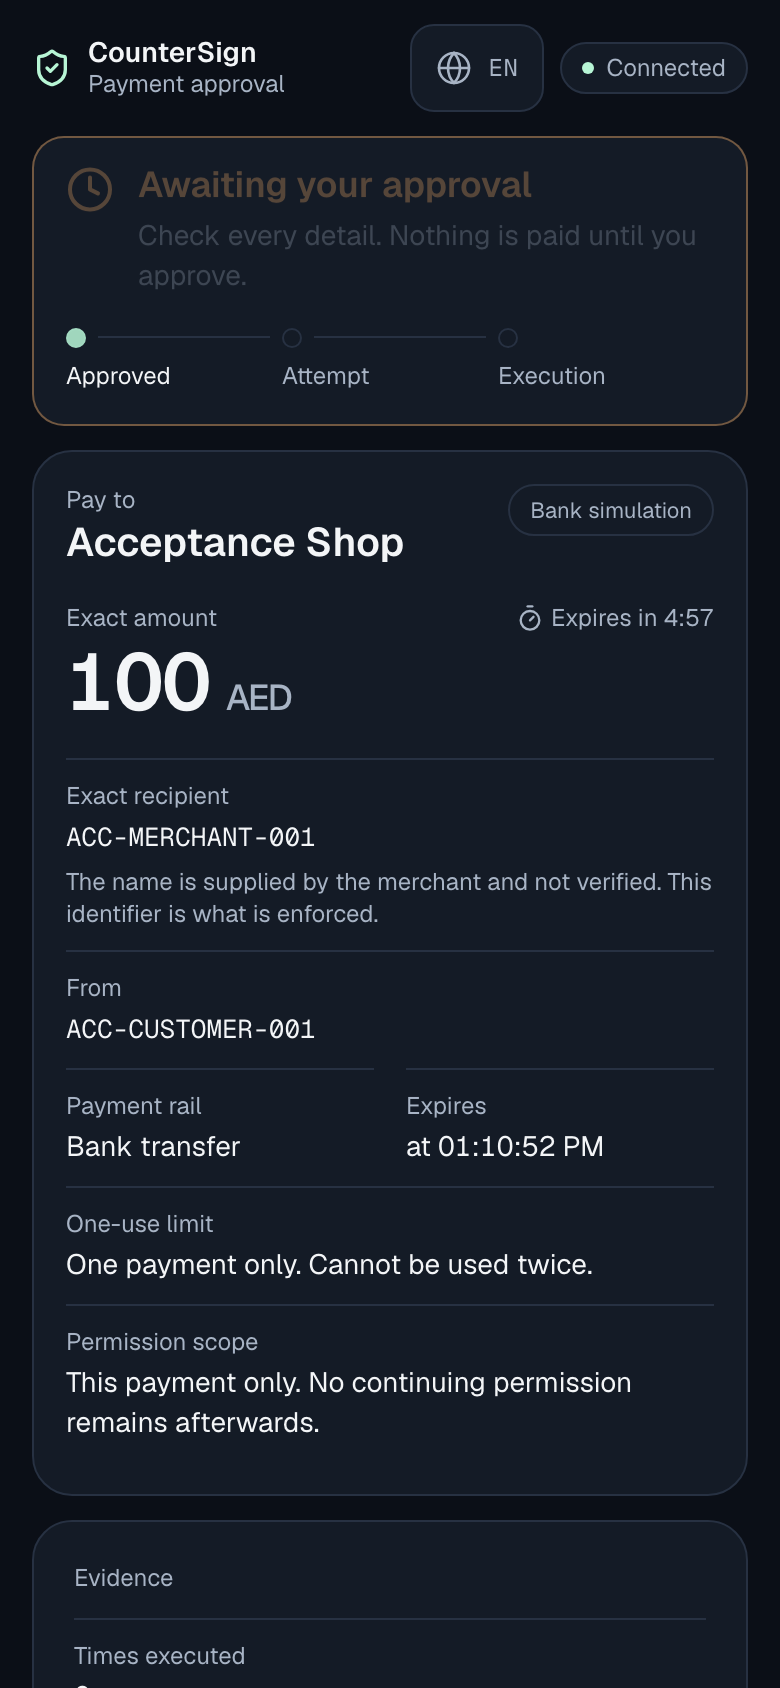 CounterSign
Payment approval
EN
Connected
Awaiting your approval
Check every detail. Nothing is paid until you
approve.
Approved
Attempt
Execution
Pay to
Acceptance Shop
Bank simulation
Exact amount
Expires in 4:57
100 AED
Exact recipient
ACC-MERCHANT-001
The name is supplied by the merchant and not verified. This
identifier is what is enforced.
From
ACC-CUSTOMER-001
Payment rail
Bank transfer
Expires
at 01:10:52 PM
One-use limit
One payment only. Cannot be used twice.
Permission scope
This payment only. No continuing permission
remains afterwards.
Evidence
Times executed